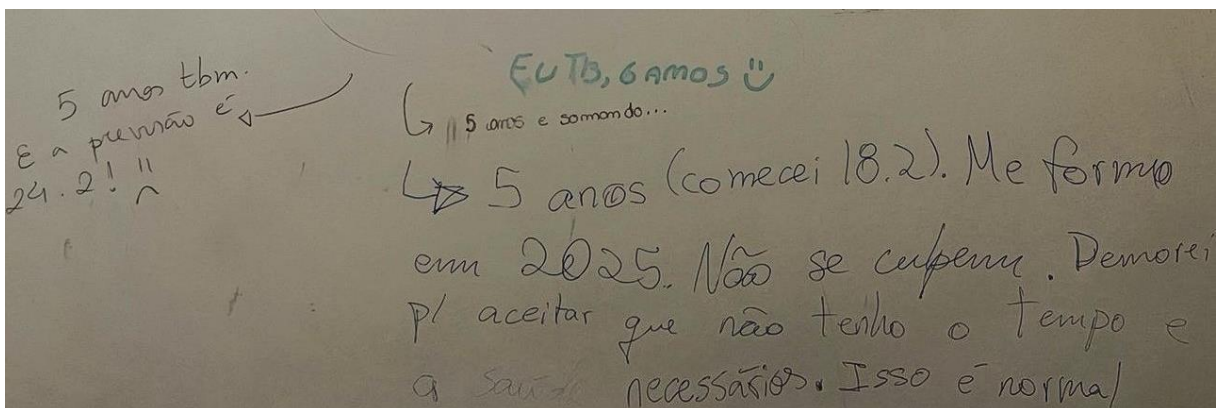 5 anos tbm.
E a previsão é
24.2! 
EU TB, 6 AMOS
5 anos e somando...
5 anos (comecei 18.2). Me formo
em 2025. Não se culpem. Demorei
p/ aceitar que não tenho o tempo e
a saúde necessários. Isso é normal